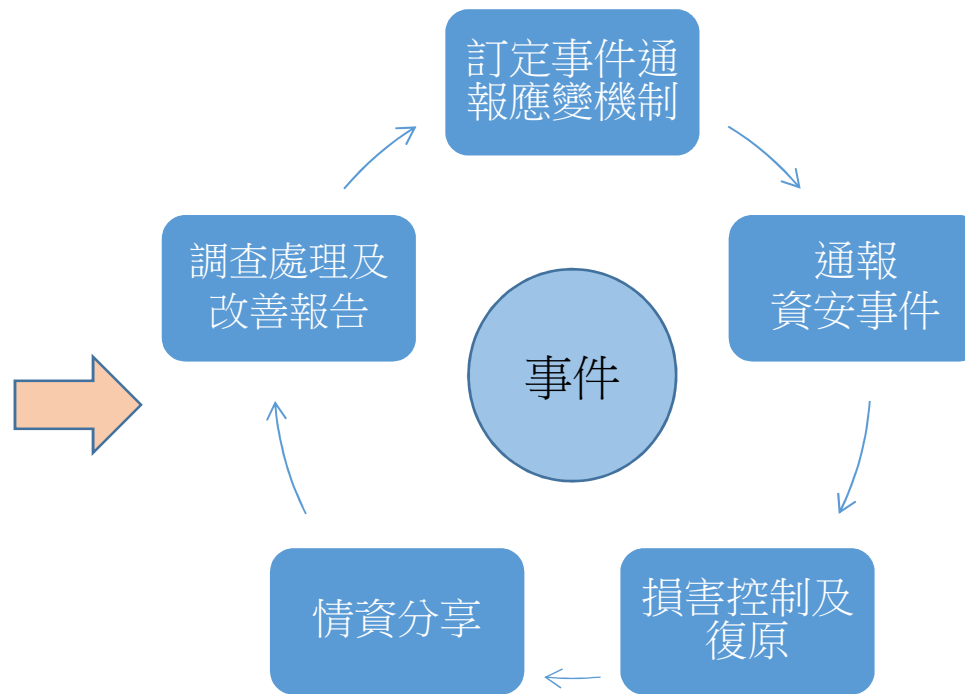 訂定事件通
報應變機制
通報
資安事件
損害控制及
復原
情資分享
調查處理及
改善報告
事件